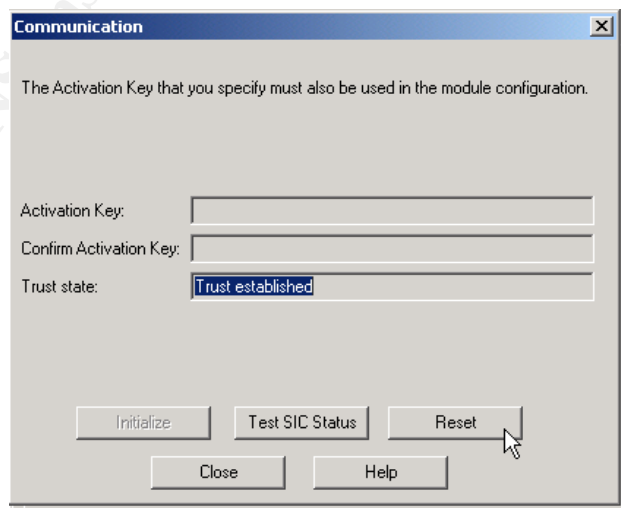 Communication
The Activation Key that you specify must also be used in the module configuration.
Activation Key:
Confirm Activation Key:
Trust state: Trust established
Initialize Test SIC Status Reset
Close Help